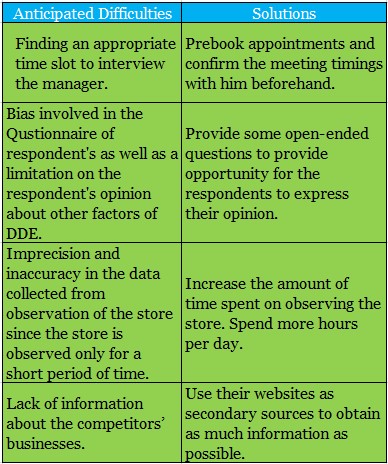 Anticipated Difficulties
Solutions
Finding an appropriate
time slot to interview
the manager.
Prebook appointments and
confirm the meeting timings
with him beforehand.
Bias involved in the
Qustionnaire of
respondent's as well as a
limitation on the
respondent's opinion
about other factors of
DDE.
Provide some open-ended
questions to provide
opportunity for the
respondents to express
their opinion.
Imprecision and
inaccuracy in the data
collected from
observation of the store
since the store is
observed only for a
short period of time.
Increase the amount of
time spent on observing the
store. Spend more hours
per day.
Lack of information
about the competitors’
businesses.
Use their websites as
secondary sources to obtain
as much information as
possible.